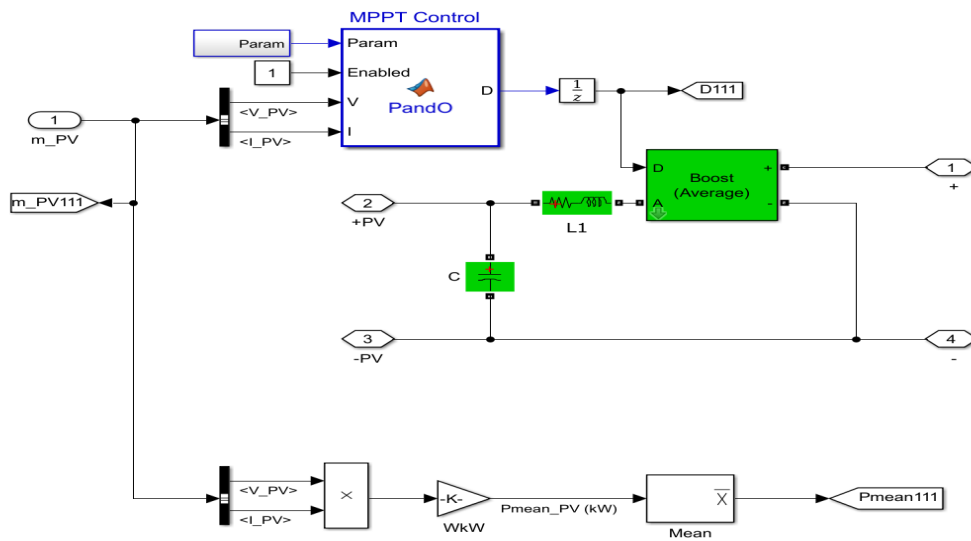 MPPT Control
Param
Param
1
Enabled
V
I
D
PandO
1
z
D111
<V_PV>
<I_PV>
1
m_PV
m_PV111
2
+PV
L1
D
A
Boost
(Average)
+
-
1
+
C
3
-PV
4
-
<V_PV>
<I_PV>
×
-K-
WkW
Pmean_PV (kW)
X
Mean
Pmean111